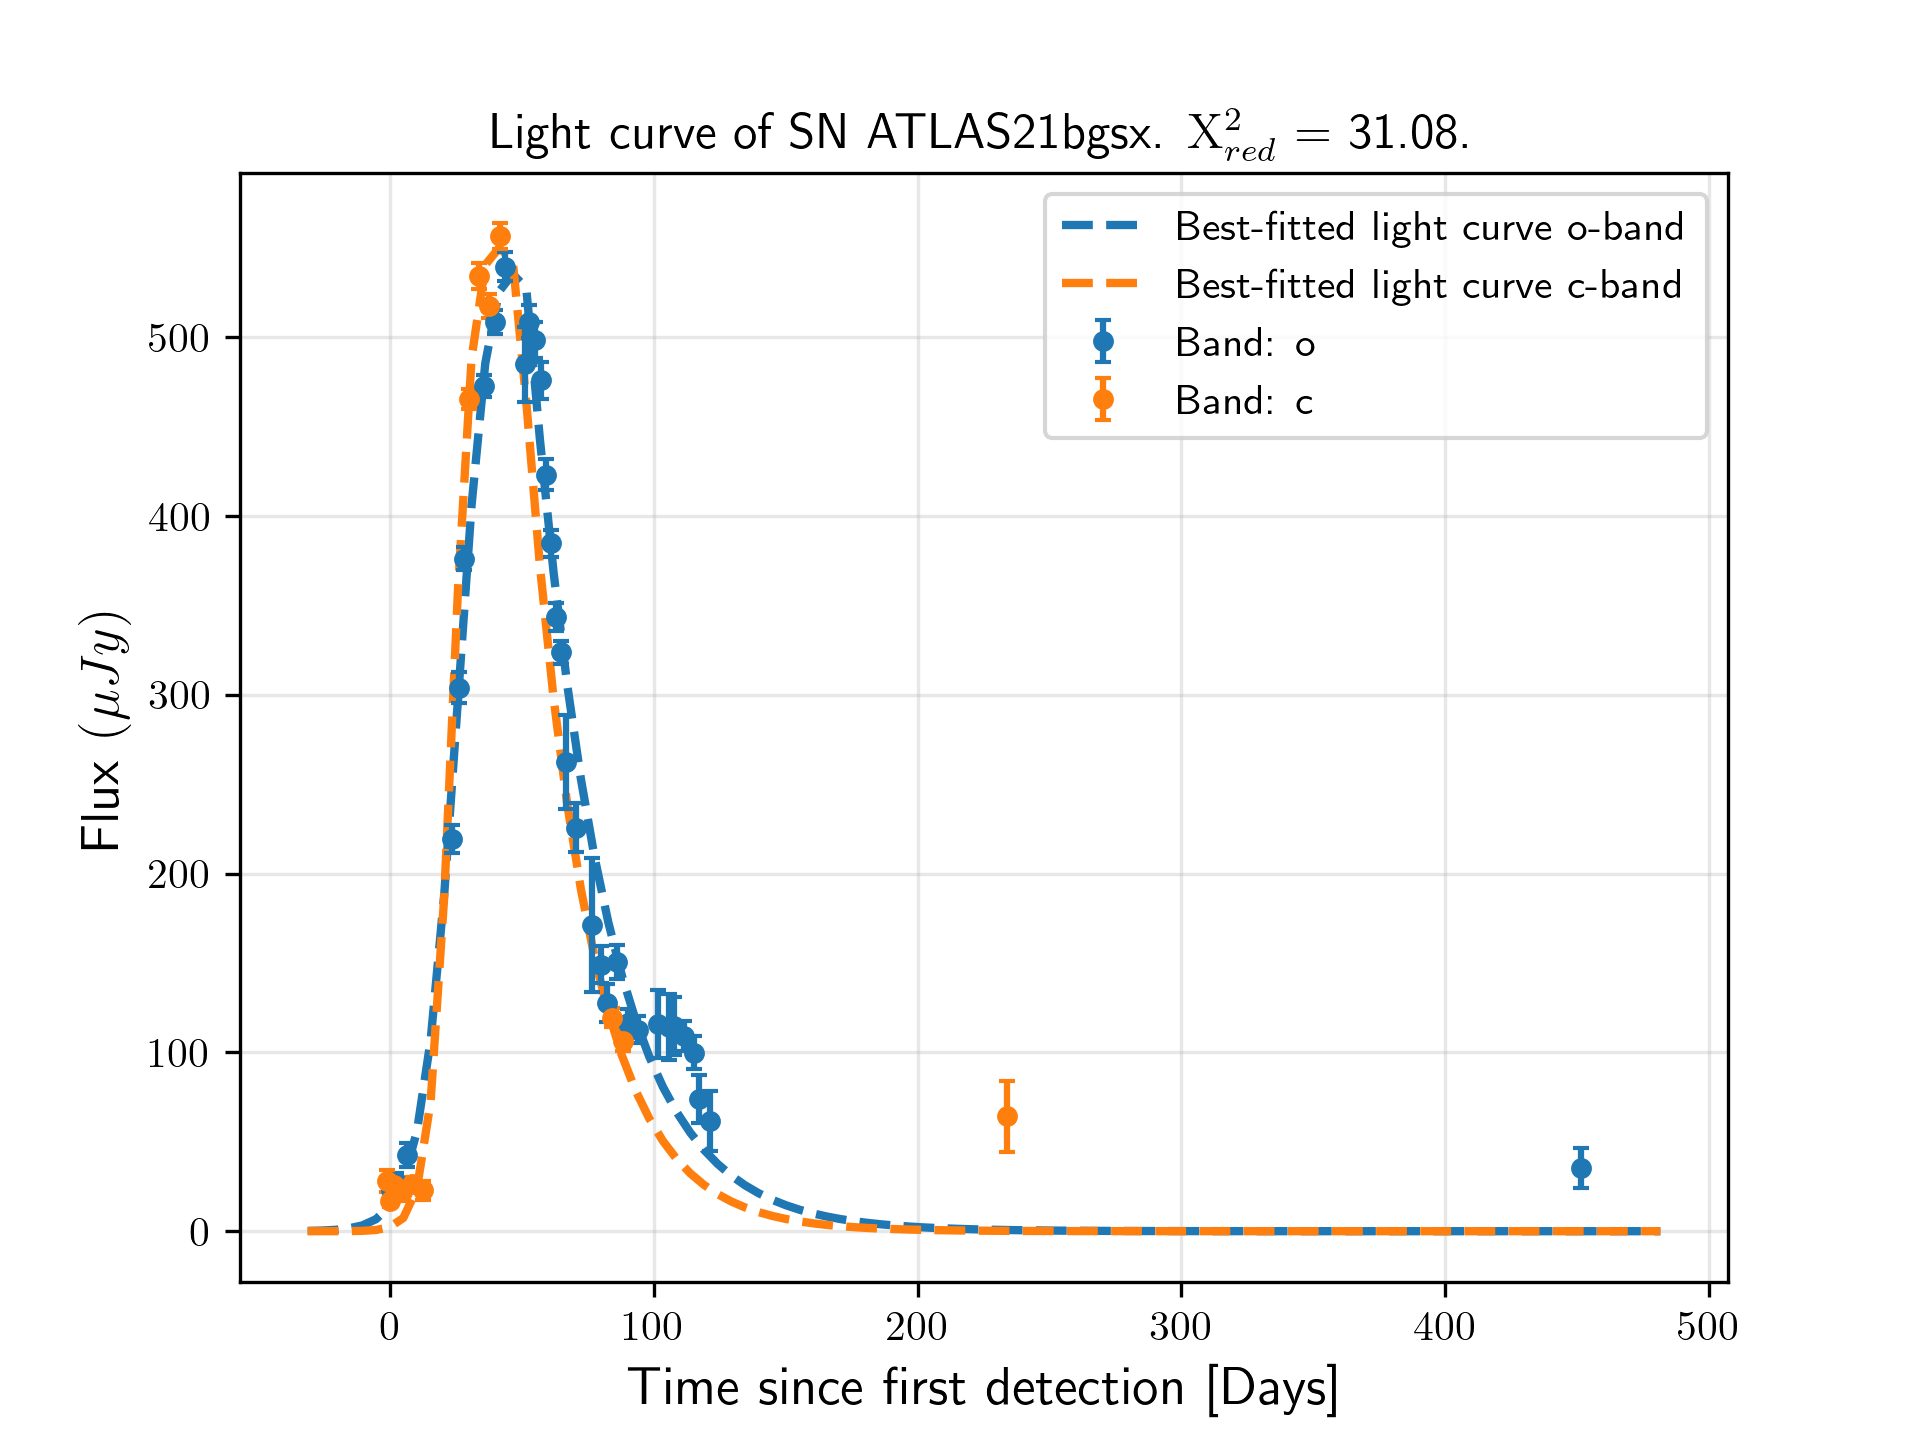 Light curve of SN ATLAS21bgsx. X²_red = 31.08.
Best-fitted light curve o-band
Best-fitted light curve c-band
Band: o
Band: c
Flux (μJy)
500
400
300
200
100
0
0 100 200 300 400 500
Time since first detection [Days]